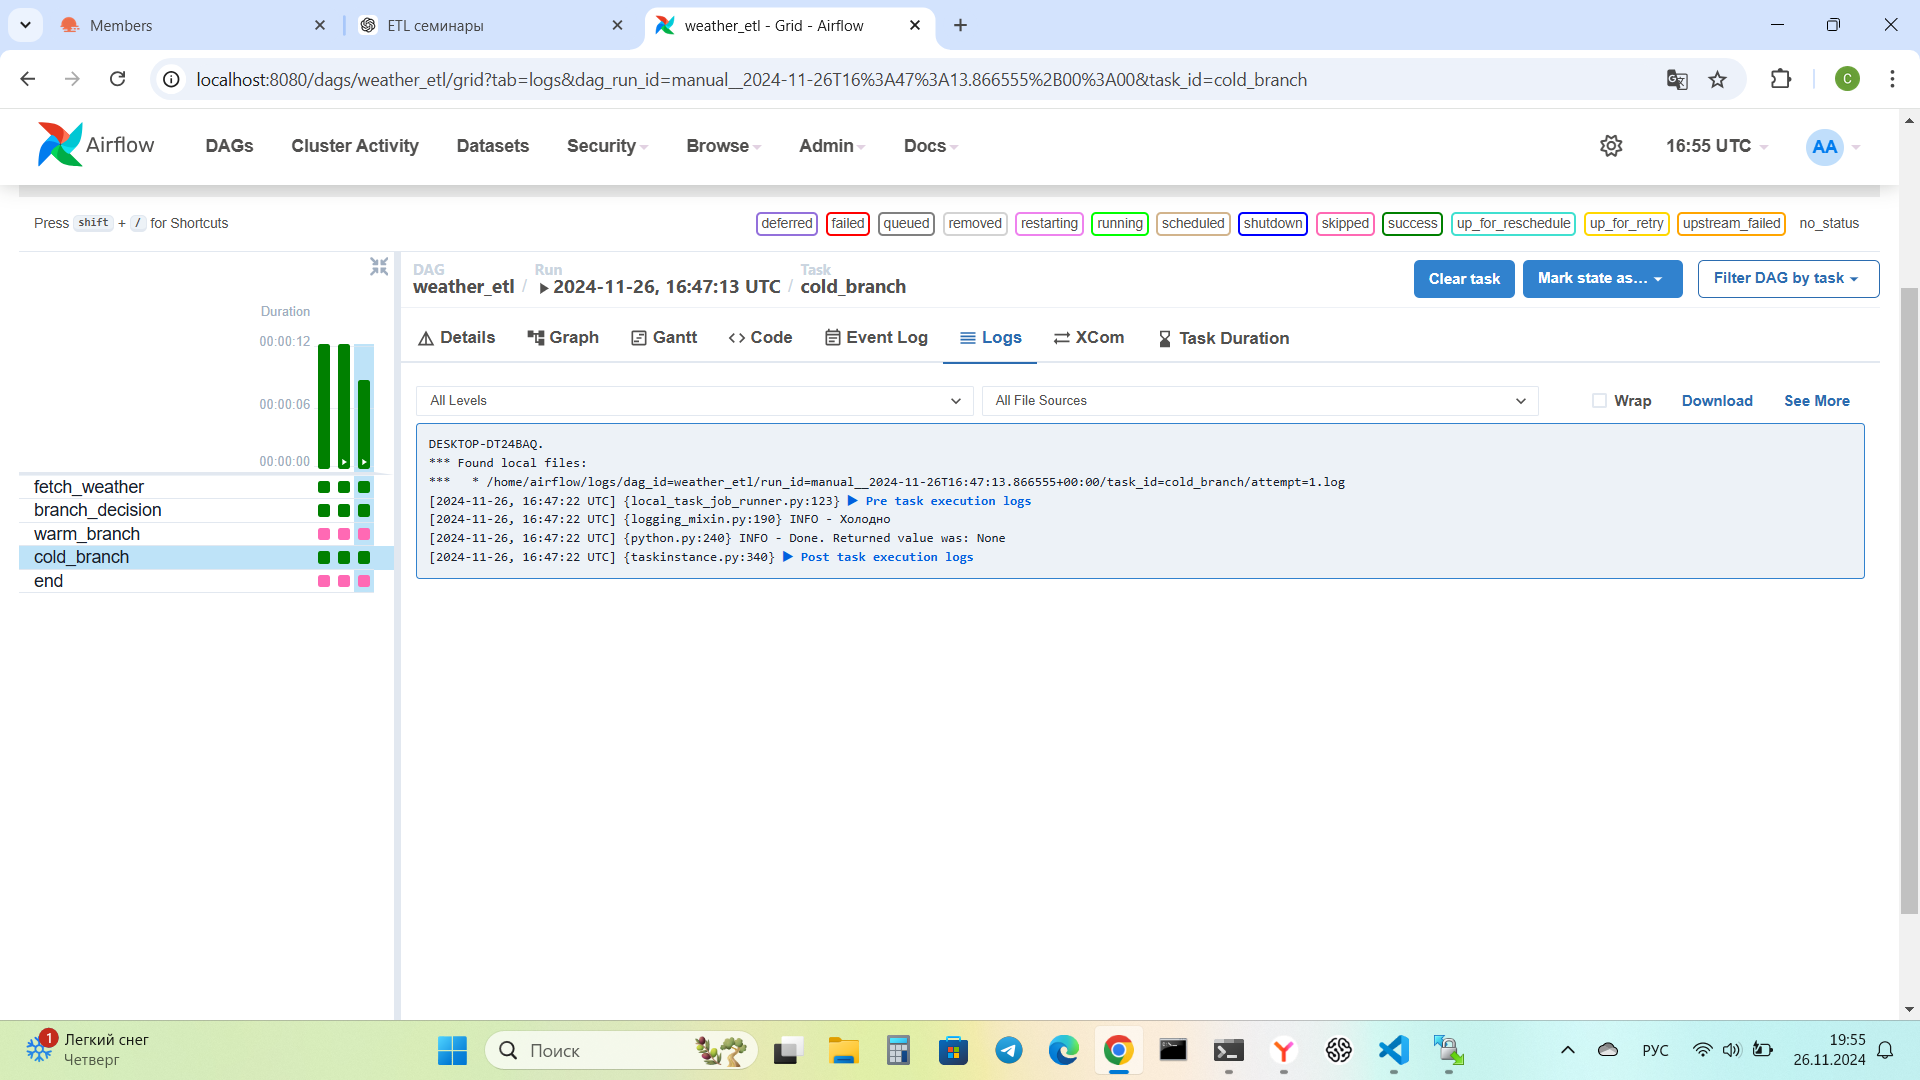 Members
ETL семинары
weather_etl - Grid - Airflow
localhost:8080/dags/weather_etl/grid?tab=logs&dag_run_id=manual__2024-11-26T16%3A47%3A13.866555%2B00%3A00&task_id=cold_branch
C
Airflow
DAGs
Cluster Activity
Datasets
Security
Browse
Admin
Docs
16:55 UTC
AA
Press shift + / for Shortcuts
deferred
failed
queued
removed
restarting
running
scheduled
shutdown
skipped
success
up_for_reschedule
up_for_retry
upstream_failed
no_status
DAG
weather_etl
/
Run
2024-11-26, 16:47:13 UTC
/
Task
cold_branch
Clear task
Mark state as…
Filter DAG by task
Duration
00:00:12
00:00:06
00:00:00
fetch_weather
branch_decision
warm_branch
cold_branch
end
Details
Graph
Gantt
Code
Event Log
Logs
XCom
Task Duration
All Levels
All File Sources
Wrap
Download
See More
DESKTOP-DT24BAQ.
*** Found local files:
***   * /home/airflow/logs/dag_id=weather_etl/run_id=manual__2024-11-26T16:47:13.866555+00:00/task_id=cold_branch/attempt=1.log
[2024-11-26, 16:47:22 UTC] {local_task_job_runner.py:123} ▶ Pre task execution logs
[2024-11-26, 16:47:22 UTC] {logging_mixin.py:190} INFO - Холодно
[2024-11-26, 16:47:22 UTC] {python.py:240} INFO - Done. Returned value was: None
[2024-11-26, 16:47:22 UTC] {taskinstance.py:340} ▶ Post task execution logs
1
Легкий снег
Четверг
Поиск
РУС
19:55
26.11.2024